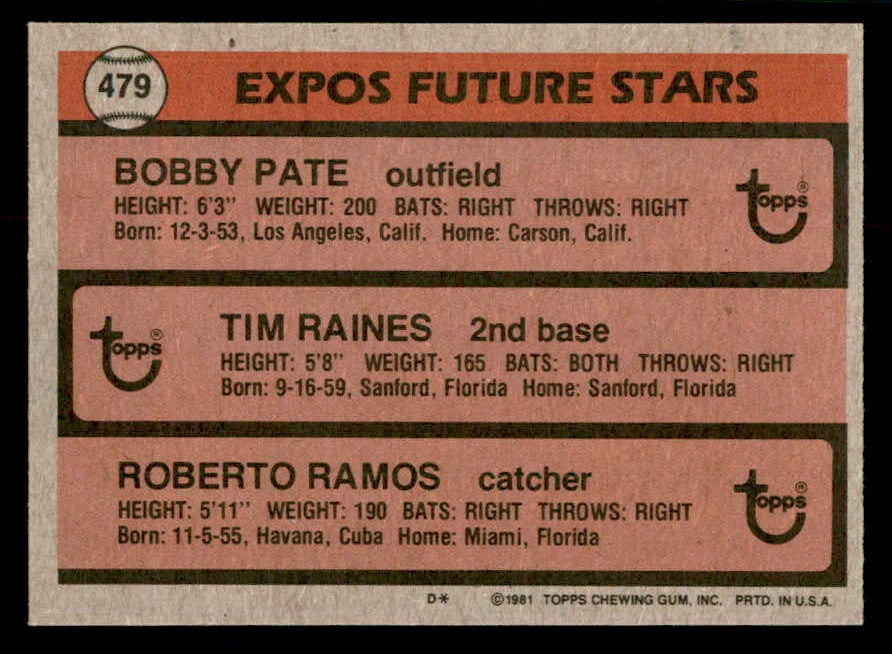 479 EXPOS FUTURE STARS
BOBBY PATE outfield
HEIGHT: 6'3" WEIGHT: 200 BATS: RIGHT THROWS: RIGHT
Born: 12-3-53, Los Angeles, Calif. Home: Carson, Calif.
topps®
TIM RAINES 2nd base
HEIGHT: 5'8" WEIGHT: 165 BATS: BOTH THROWS: RIGHT
Born: 9-16-59, Sanford, Florida Home: Sanford, Florida
topps®
ROBERTO RAMOS catcher
HEIGHT: 5'11" WEIGHT: 190 BATS: RIGHT THROWS: RIGHT
Born: 11-5-55, Havana, Cuba Home: Miami, Florida
topps®
D* ©1981 TOPPS CHEWING GUM, INC. PRTD. IN U.S.A.